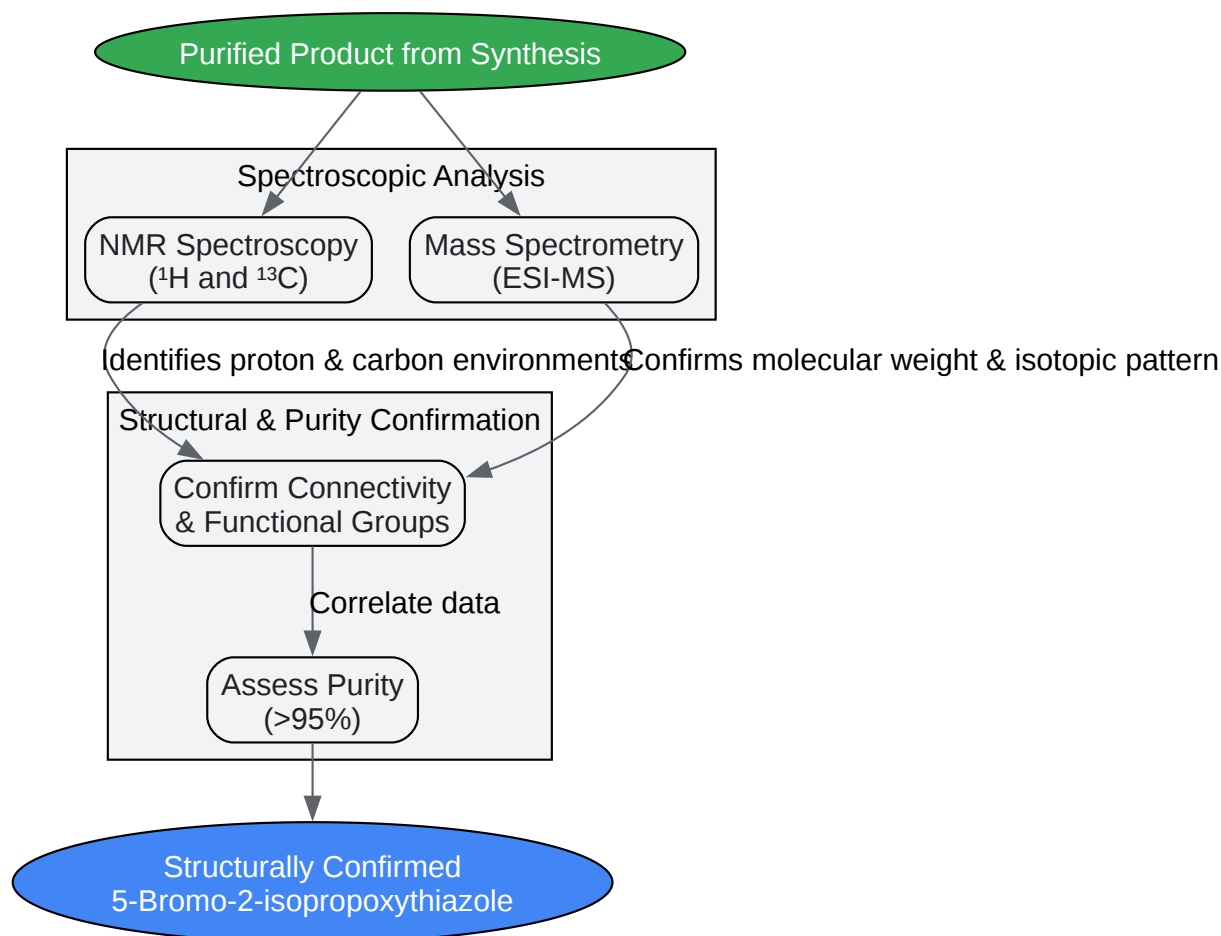 Purified Product from Synthesis
Spectroscopic Analysis
NMR Spectroscopy
(¹H and ¹³C)
Mass Spectrometry
(ESI-MS)
Identifies proton & carbon environments
Confirms molecular weight & isotopic pattern
Structural & Purity Confirmation
Confirm Connectivity
& Functional Groups
Correlate data
Assess Purity
(>95%)
Structurally Confirmed
5-Bromo-2-isopropoxythiazole